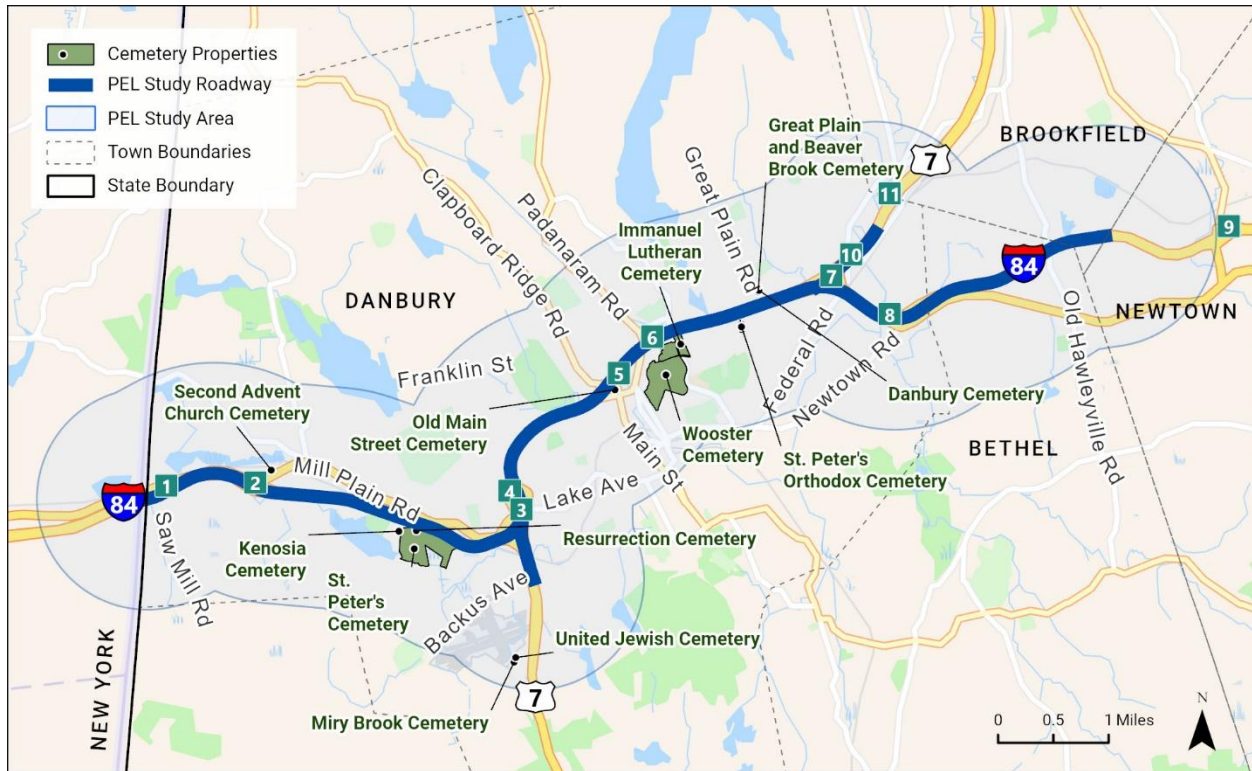 Cemetery Properties
PEL Study Roadway
PEL Study Area
Town Boundaries
State Boundary
Great Plain
and Beaver
Brook Cemetery
BROOKFIELD
7
11
9
Clapboard Ridge Rd
Padanaram Rd
Great Plain Rd
Immanuel
Lutheran
Cemetery
10
7
84
DANBURY
8
NEWTOWN
6
Federal Rd
Newtown Rd
Old Hawleyville Rd
Franklin St
5
Second Advent
Church Cemetery
Old Main
Street Cemetery
Danbury Cemetery
Main St
Wooster
Cemetery
St. Peter's
Orthodox Cemetery
BETHEL
84
1
2
Mill Plain Rd
4
3
Lake Ave
Saw Mill Rd
Kenosia
Cemetery
Resurrection Cemetery
St.
Peter's
Cemetery
Backus Ave
United Jewish Cemetery
NEW YORK
Miry Brook Cemetery
7
N
0 0.5 1 Miles